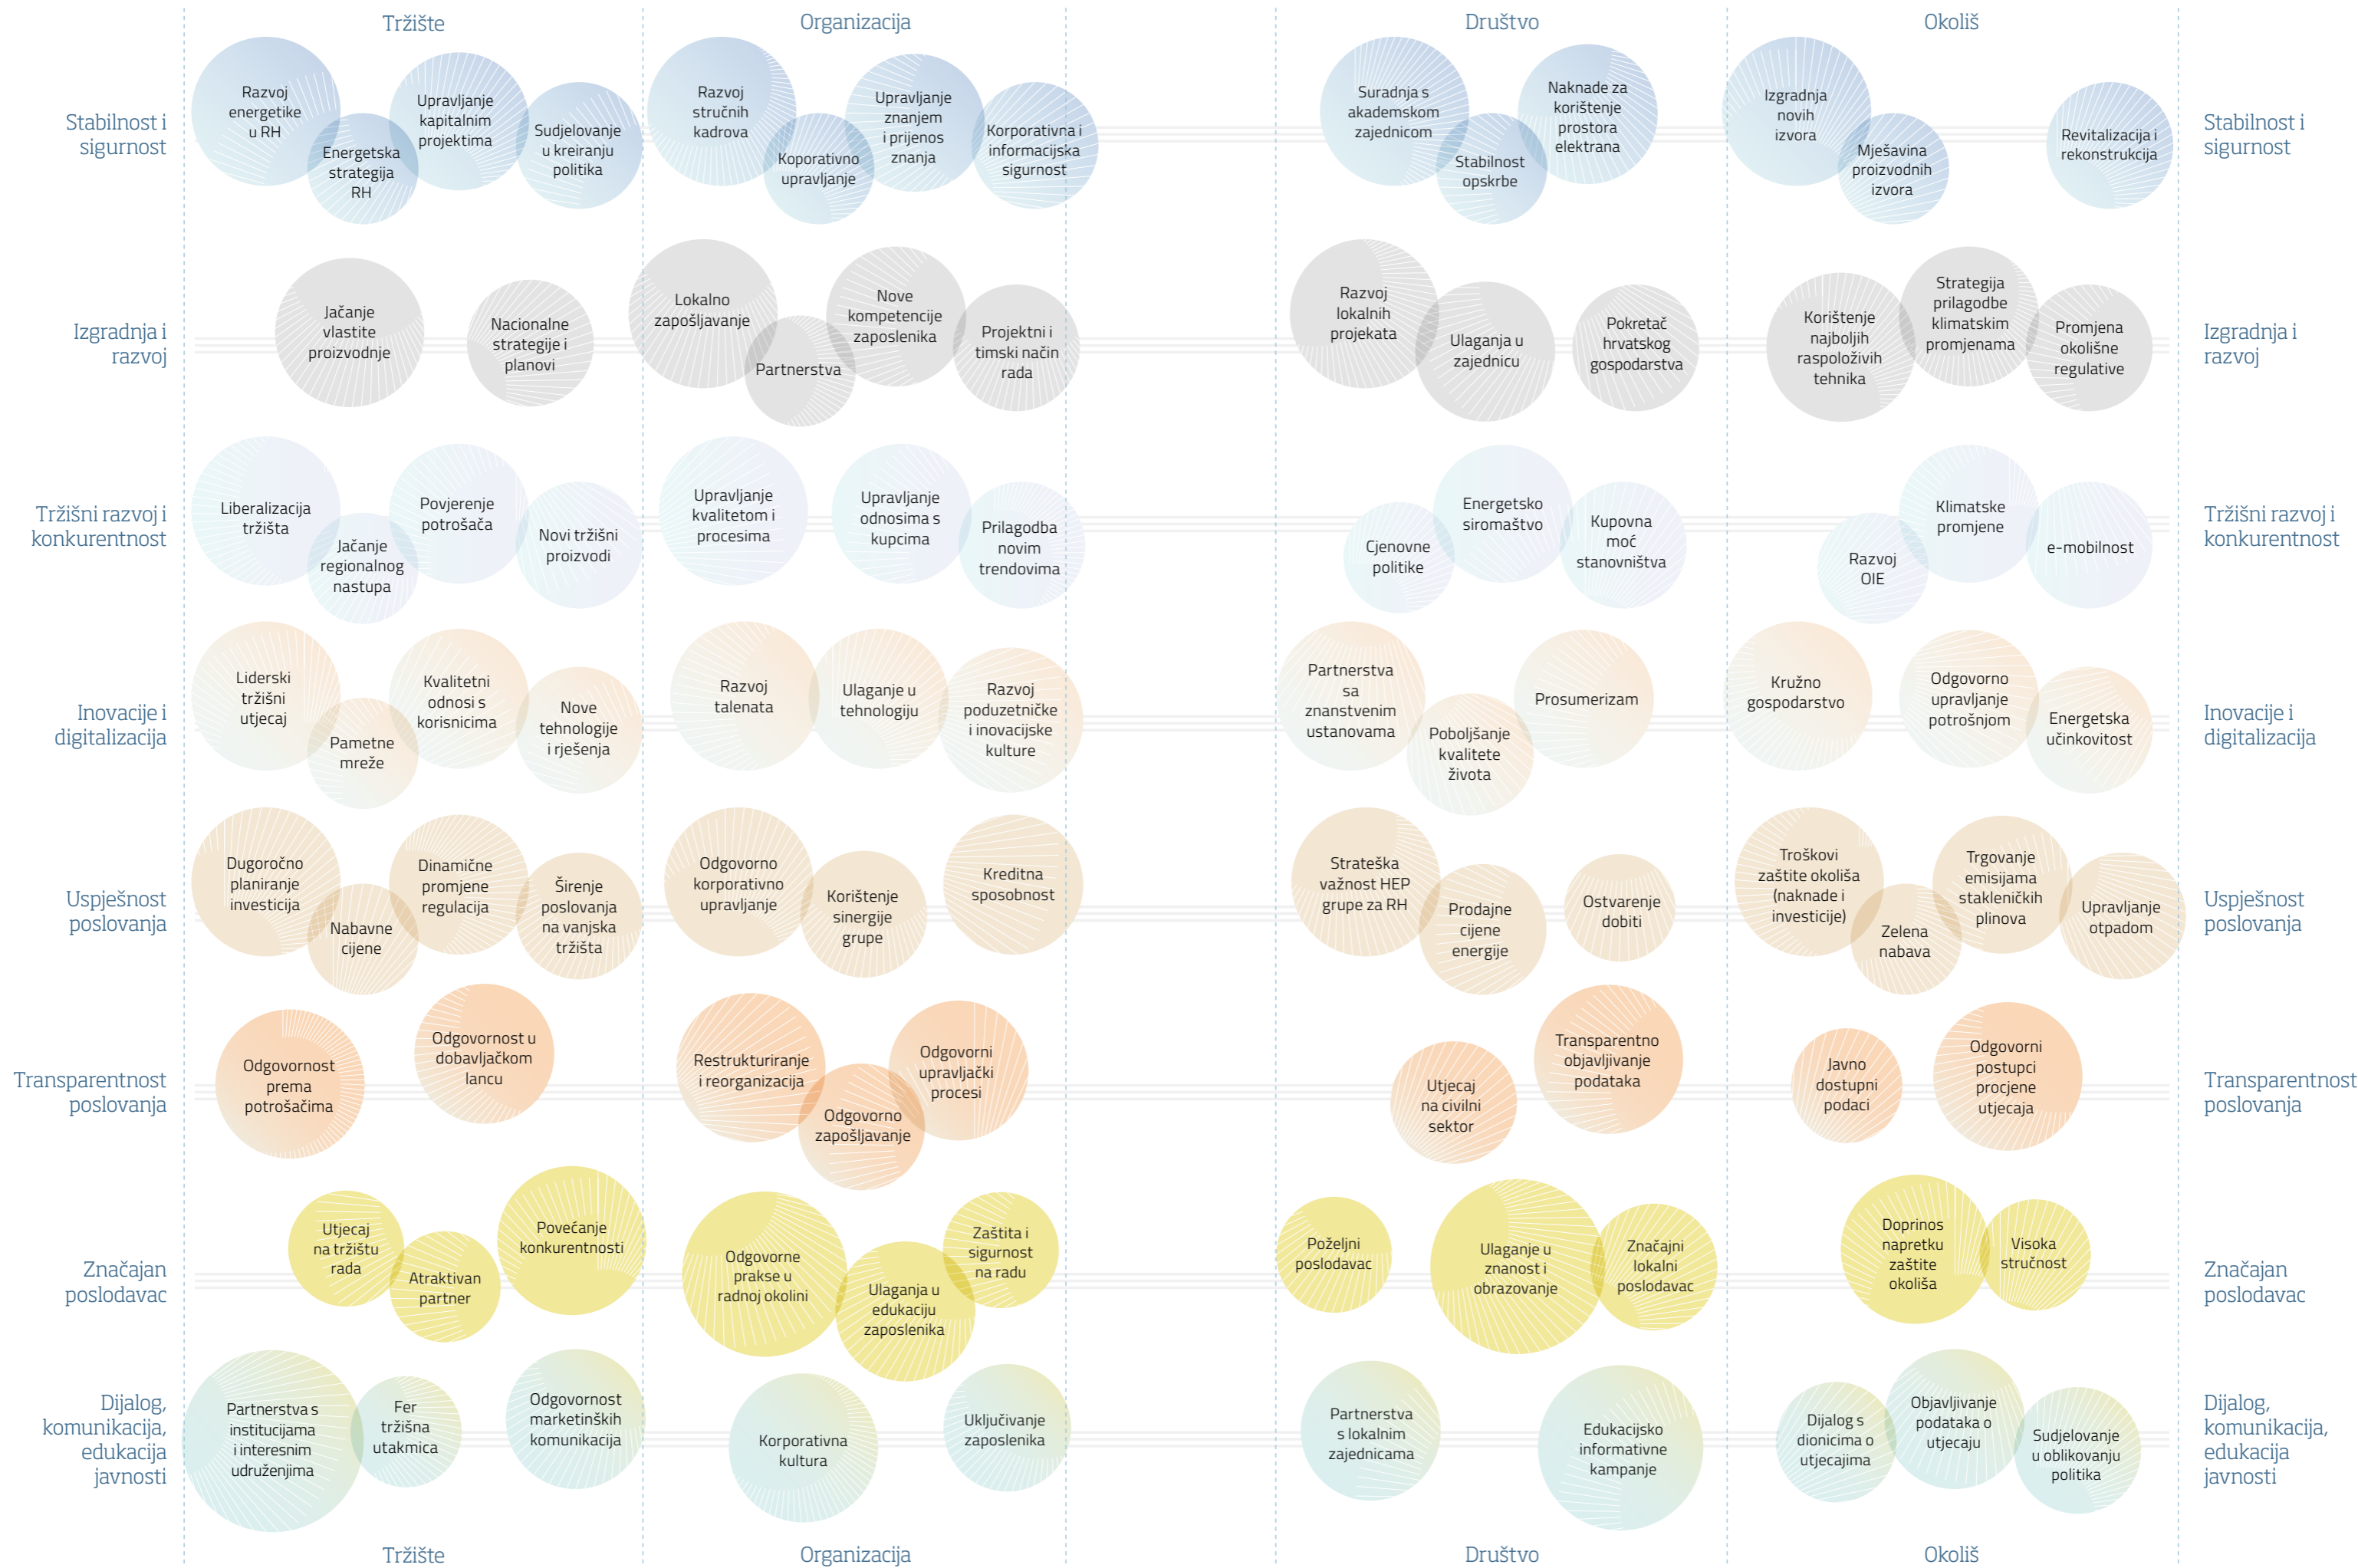 Tržište
Organizacija
Društvo
Okoliš
Stabilnost i
sigurnost
Razvoj
energetike
u RH
Energetska
strategija
RH
Upravljanje
kapitalnim
projektima
Sudjelovanje
u kreiranju
politika
Razvoj
stručnih
kadrova
Koporativno
upravljanje
Upravljanje
znanjem
i prijenos
znanja
Korporativna i
informacijska
sigurnost
Suradnja s
akademskom
zajednicom
Stabilnost
opskrbe
Naknade za
korištenje
prostora
elektrana
Izgradnja
novih
izvora
Mješavina
proizvodnih
izvora
Revitalizacija i
rekonstrukcija
Stabilnost i
sigurnost
Izgradnja i
razvoj
Jačanje
vlastite
proizvodnje
Nacionalne
strategije i
planovi
Lokalno
zapošljavanje
Partnerstva
Nove
kompetencije
zaposlenika
Projektni i
timski način
rada
Razvoj
lokalnih
projekata
Ulaganja u
zajednicu
Pokretač
hrvatskog
gospodarstva
Korištenje
najboljih
raspoloživih
tehnika
Strategija
prilagodbe
klimatskim
promjenama
Promjena
okolišne
regulative
Izgradnja i
razvoj
Tržišni razvoj i
konkurentnost
Liberalizacija
tržišta
Jačanje
regionalnog
nastupa
Povjerenje
potrošača
Novi tržišni
proizvodi
Upravljanje
kvalitetom i
procesima
Upravljanje
odnosima s
kupcima
Prilagodba
novim
trendovima
Cjenovne
politike
Energetsko
siromaštvo
Kupovna
moć
stanovništva
Razvoj
OIE
Klimatske
promjene
e-mobilnost
Tržišni razvoj i
konkurentnost
Inovacije i
digitalizacija
Liderski
tržišni
utjecaj
Pametne
mreže
Kvalitetni
odnosi s
korisnicima
Nove
tehnologije
i rješenja
Razvoj
talenata
Ulaganje u
tehnologiju
Razvoj
poduzetničke
i inovacijske
kulture
Partnerstva
sa
znanstvenim
ustanovama
Poboljšanje
kvalitete
života
Prosumerizam
Kružno
gospodarstvo
Odgovorno
upravljanje
potrošnjom
Energetska
učinkovitost
Inovacije i
digitalizacija
Uspješnost
poslovanja
Dugoročno
planiranje
investicija
Nabavne
cijene
Dinamične
promjene
regulacija
Širenje
poslovanja
na vanjska
tržišta
Odgovorno
korporativno
upravljanje
Korištenje
sinergije
grupe
Kreditna
sposobnost
Strateška
važnost HEP
grupe za RH
Prodajne
cijene
energije
Ostvarenje
dobiti
Troškovi
zaštite okoliša
(naknade i
investicije)
Zelena
nabava
Trgovanje
emisijama
stakleničkih
plinova
Upravljanje
otpadom
Uspješnost
poslovanja
Transparentnost
poslovanja
Odgovornost
prema
potrošačima
Odgovornost u
dobavljačkom
lancu
Restrukturiranje
i reorganizacija
Odgovorno
zapošljavanje
Odgovorni
upravljački
procesi
Utjecaj
na civilni
sektor
Transparentno
objavljivanje
podataka
Javno
dostupni
podaci
Odgovorni
postupci
procjene
utjecaja
Transparentnost
poslovanja
Značajan
poslodavac
Utjecaj
na tržištu
rada
Atraktivan
partner
Povećanje
konkurentnosti
Odgovorne
prakse u
radnoj okolini
Ulaganja u
edukaciju
zaposlenika
Zaštita i
sigurnost
na radu
Poželjni
poslodavac
Ulaganje u
znanost i
obrazovanje
Značajni
lokalni
poslodavac
Doprinos
napretku
zaštite
okoliša
Visoka
stručnost
Značajan
poslodavac
Dijalog,
komunikacija,
edukacija
javnosti
Partnerstva s
institucijama
i interesnim
udruženjima
Fer
tržišna
utakmica
Odgovornost
marketinških
komunikacija
Korporativna
kultura
Uključivanje
zaposlenika
Partnerstva
s lokalnim
zajednicama
Edukacijsko
informativne
kampanje
Dijalog s
dionicima o
utjecajima
Objavljivanje
podataka o
utjecaju
Sudjelovanje
u oblikovanju
politika
Dijalog,
komunikacija,
edukacija
javnosti
Tržište
Organizacija
Društvo
Okoliš